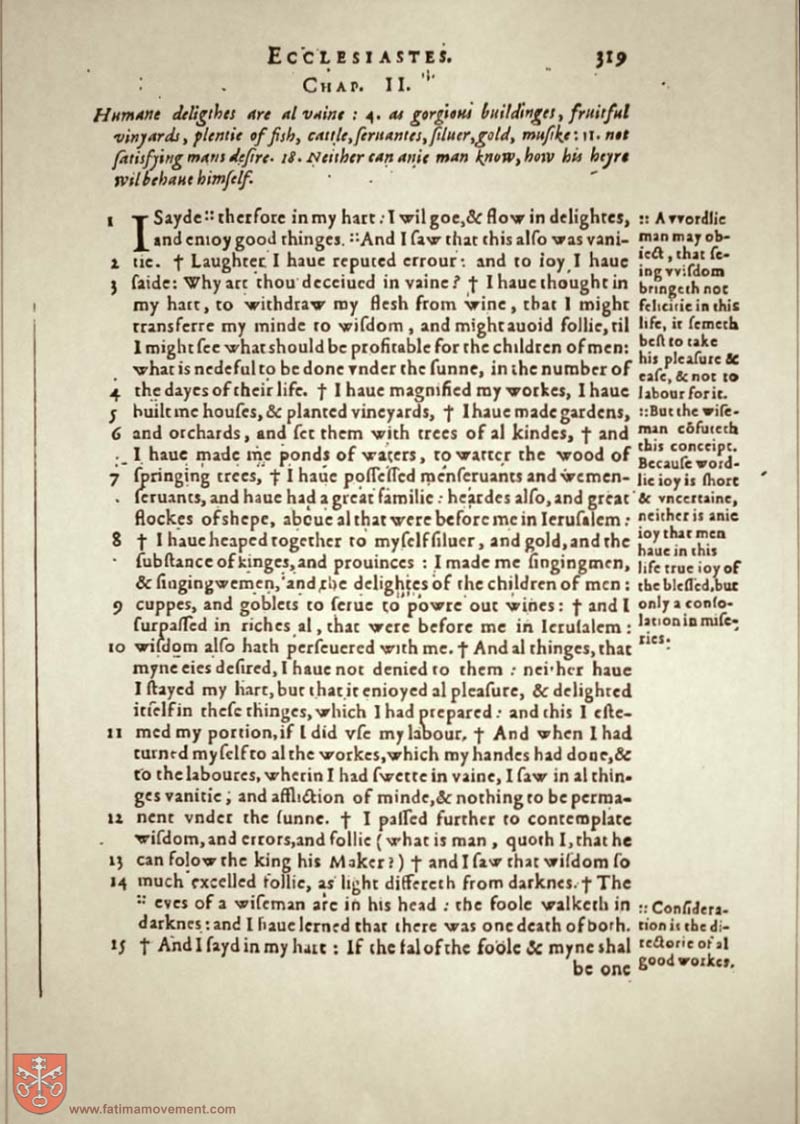 ECCLESIASTES. 319
CHAP. II.
Humane deligthes are al vaine : 4. as gorgious buildinges, fruitful
vinyards, plentie of fish, cattle, ſeruantes, ſiluer, gold, muſike : 11. not
ſatisfying mans deſire. 18. Neither can anie man know, how his heyre
wil behaue himſelf.
1 I Sayde :: therfore in my hart : I wil goe, & flow in delightes,
and enioy good thinges. :: And I ſaw that this alſo was vani-
2 tie. † Laughter I haue reputed errour : and to ioy I haue
3 ſaide: Why art thou deceiued in vaine? † I haue thought in
my hart, to withdraw my fleſh from wine, that I might
transferre my minde to wiſdom, and might auoid follie, til
I might ſee what should be profitable for the children of men:
what is nedeful to be done vnder the ſunne, in the number of
4 the dayes of their life. † I haue magnified my workes, I haue
5 built me houſes, & planted vineyards, † I haue made gardens,
6 and orchards, and ſet them with trees of al kindes, † and
I haue made me ponds of waters, to watter the wood of
7 ſpringing trees, † I haue poſſeſſed menſeruants and wemen-
ſeruants, and haue had a great familie : heardes alſo, and great
flockes of shepe, aboue al that were before me in Ieruſalem :
8 † I haue heaped together to myſelf ſiluer, and gold, and the
ſubſtance of kinges, and prouinces : I made me ſingingmen,
& ſingingwemen, and the delightes of the children of men :
9 cuppes, and goblets to ſerue to powre out wines : † and I
ſurpaſſed in riches al, that were before me in Ieruſalem :
10 wiſdom alſo hath perſeuered with me. † And al thinges, that
myne eies deſired, I haue not denied to them : neither haue
I ſtayed my hart, but that it enioyed al pleaſure, & delighted
itſelf in theſe thinges, which I had prepared : and this I eſte-
11 med my portion, if I did vſe my labour. † And when I had
turned myſelf to al the workes, which my handes had done, &
to the laboures, wherin I had ſwette in vaine, I ſaw in al thin-
ges vanitie, and affliction of minde, & nothing to be perma-
12 nent vnder the ſunne. † I paſſed further to contemplate
wiſdom, and errors, and follie (what is man, quoth I, that he
13 can folow the king his Maker?) † and I ſaw that wiſdom ſo
14 much excelled follie, as light differeth from darknes. † The
:: eyes of a wiſeman are in his head : the foole walketh in
darknes : and I haue lerned that there was one death of both.
15 † And I ſayd in my hart : If the fal of the foole & myne shal
be one
:: A vvordlie
man may ob-
iect, that ſe-
ing vviſdom
bringeth not
felicitie in this
life, it ſemeth
beſt to take
his pleaſure &
eaſe, & not to
labour for it.
:: But the wiſe-
man cõfuteth
this conceipt.
Becauſe word-
lie ioy is ſhort
& vncertaine,
neither is anie
ioy that men
haue in this
life true ioy of
the bleſſed, but
only a conſo-
lation in miſe-
ries.
:: Conſidera-
tion is the di-
rectorie of al
good workes.
www.fatimamovement.com